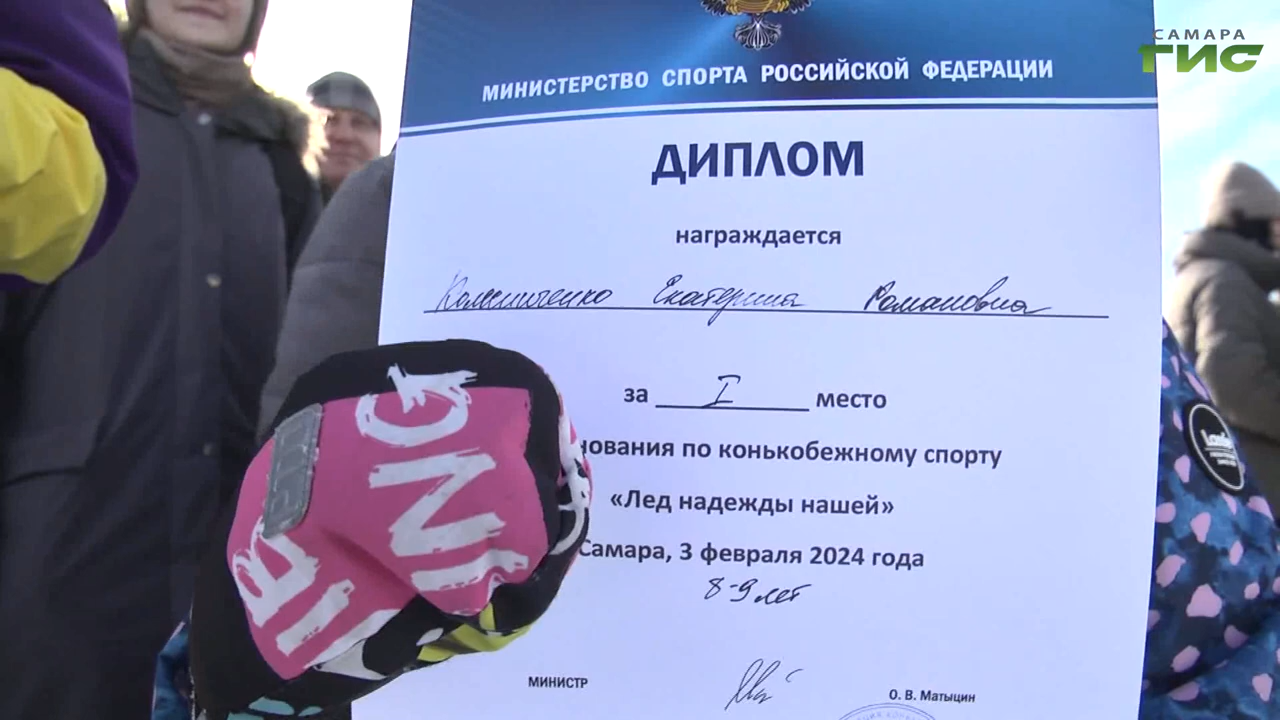 САМАРА
ГИС
МИНИСТЕРСТВО СПОРТА РОССИЙСКОЙ ФЕДЕРАЦИИ
ДИПЛОМ
награждается
Екатерина Романовна
за I место
нования по конькобежному спорту
«Лед надежды нашей»
Самара, 3 февраля 2024 года
8-9 лет
МИНИСТР
О. В. Матыцин